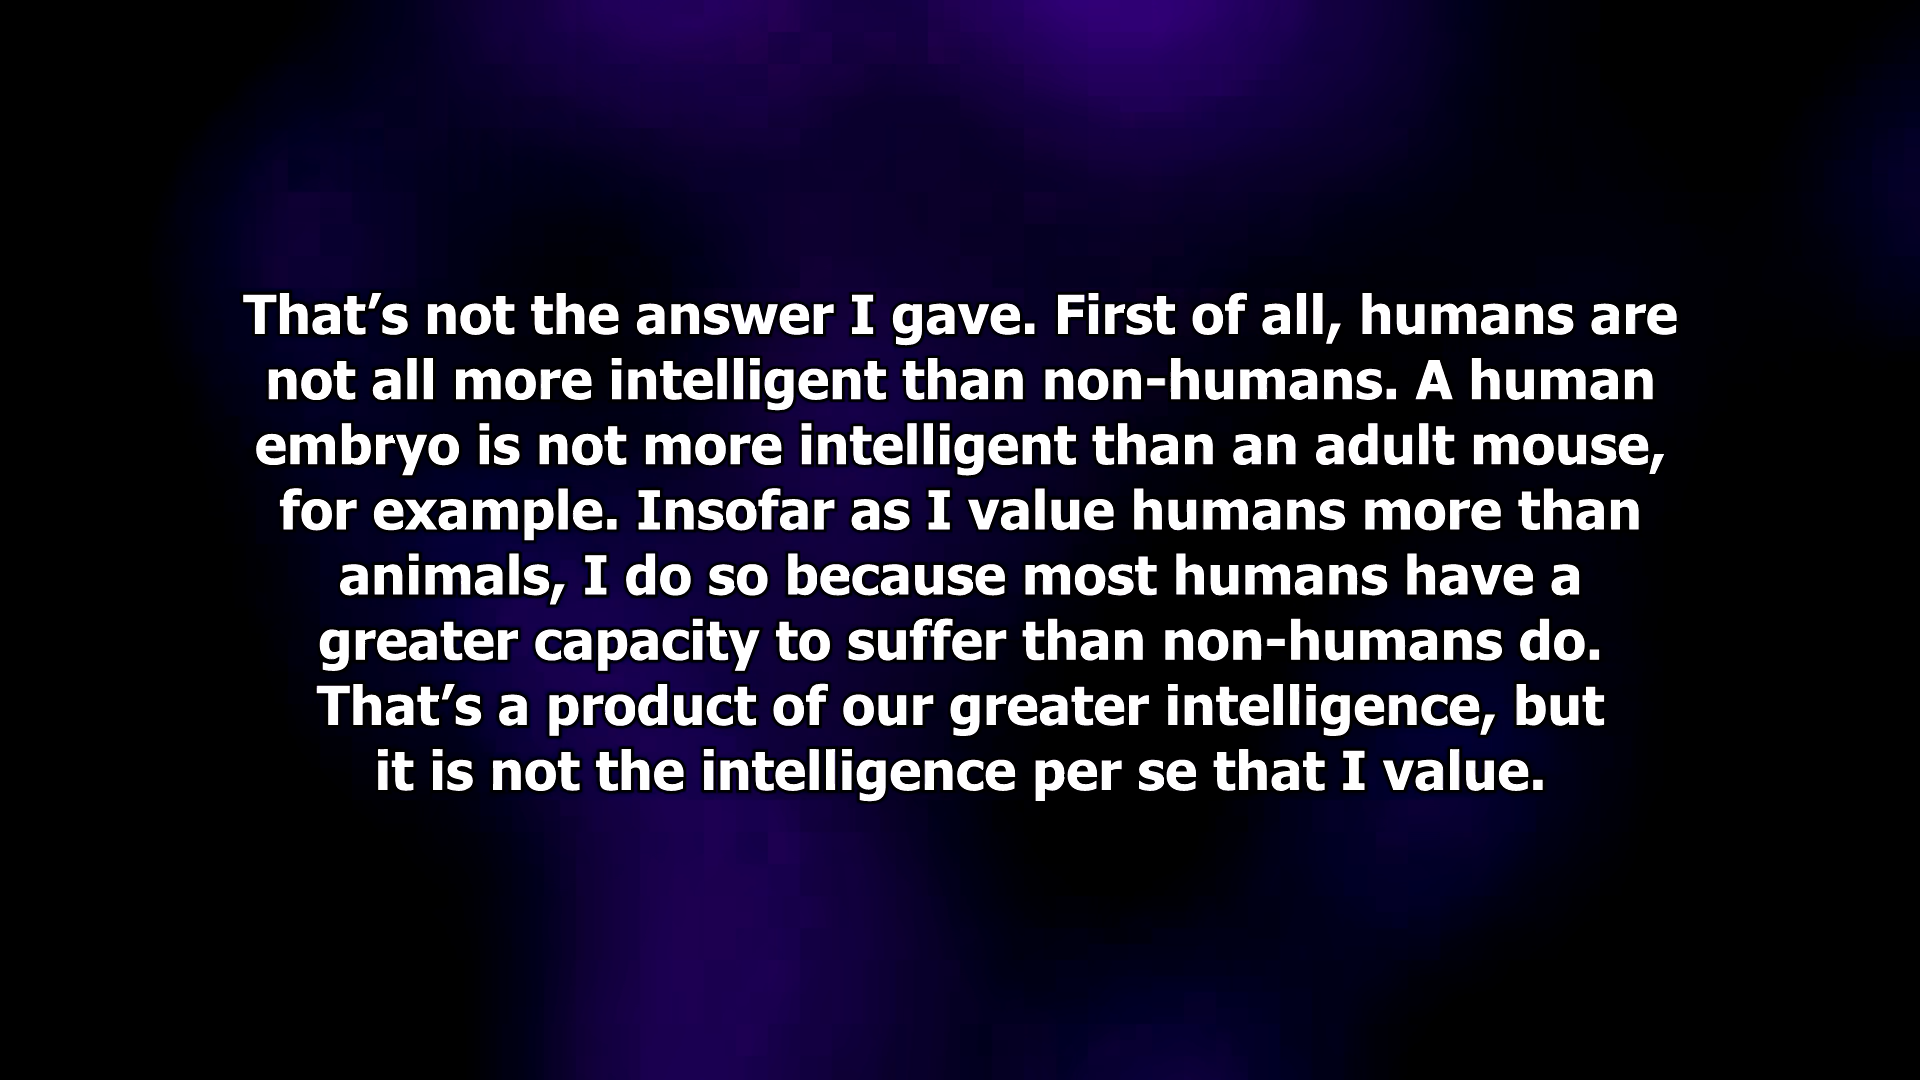 That’s not the answer I gave. First of all, humans are
not all more intelligent than non-humans. A human
embryo is not more intelligent than an adult mouse,
for example. Insofar as I value humans more than
animals, I do so because most humans have a
greater capacity to suffer than non-humans do.
That’s a product of our greater intelligence, but
it is not the intelligence per se that I value.